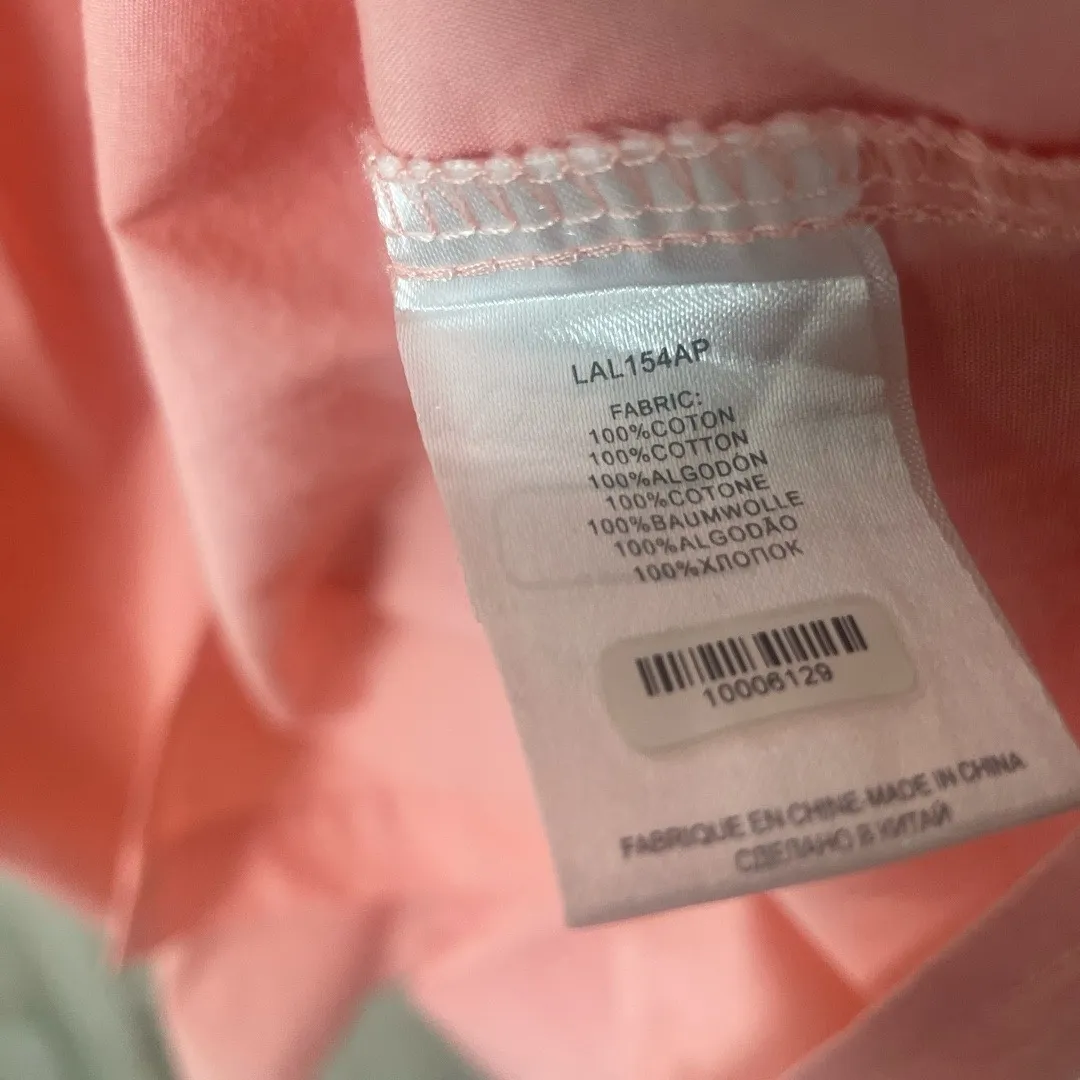 LAL154AP
FABRIC:
100%COTON
100%COTTON
100%ALGODÓN
100%COTONE
100%BAUMWOLLE
100%ALGODÃO
100%ХЛОПОК
10006129
FABRIQUE EN CHINE-MADE IN CHINA
СДЕЛАНО В КИТАЙ